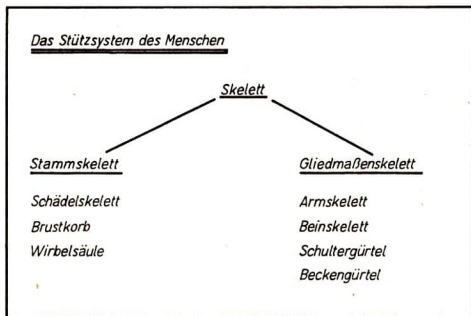 Das Stützsystem des Menschen
Skelett
Stammskelett
Schädelskelett
Brustkorb
Wirbelsäule
Gliedmaßenskelett
Armskelett
Beinskelett
Schultergürtel
Beckengürtel